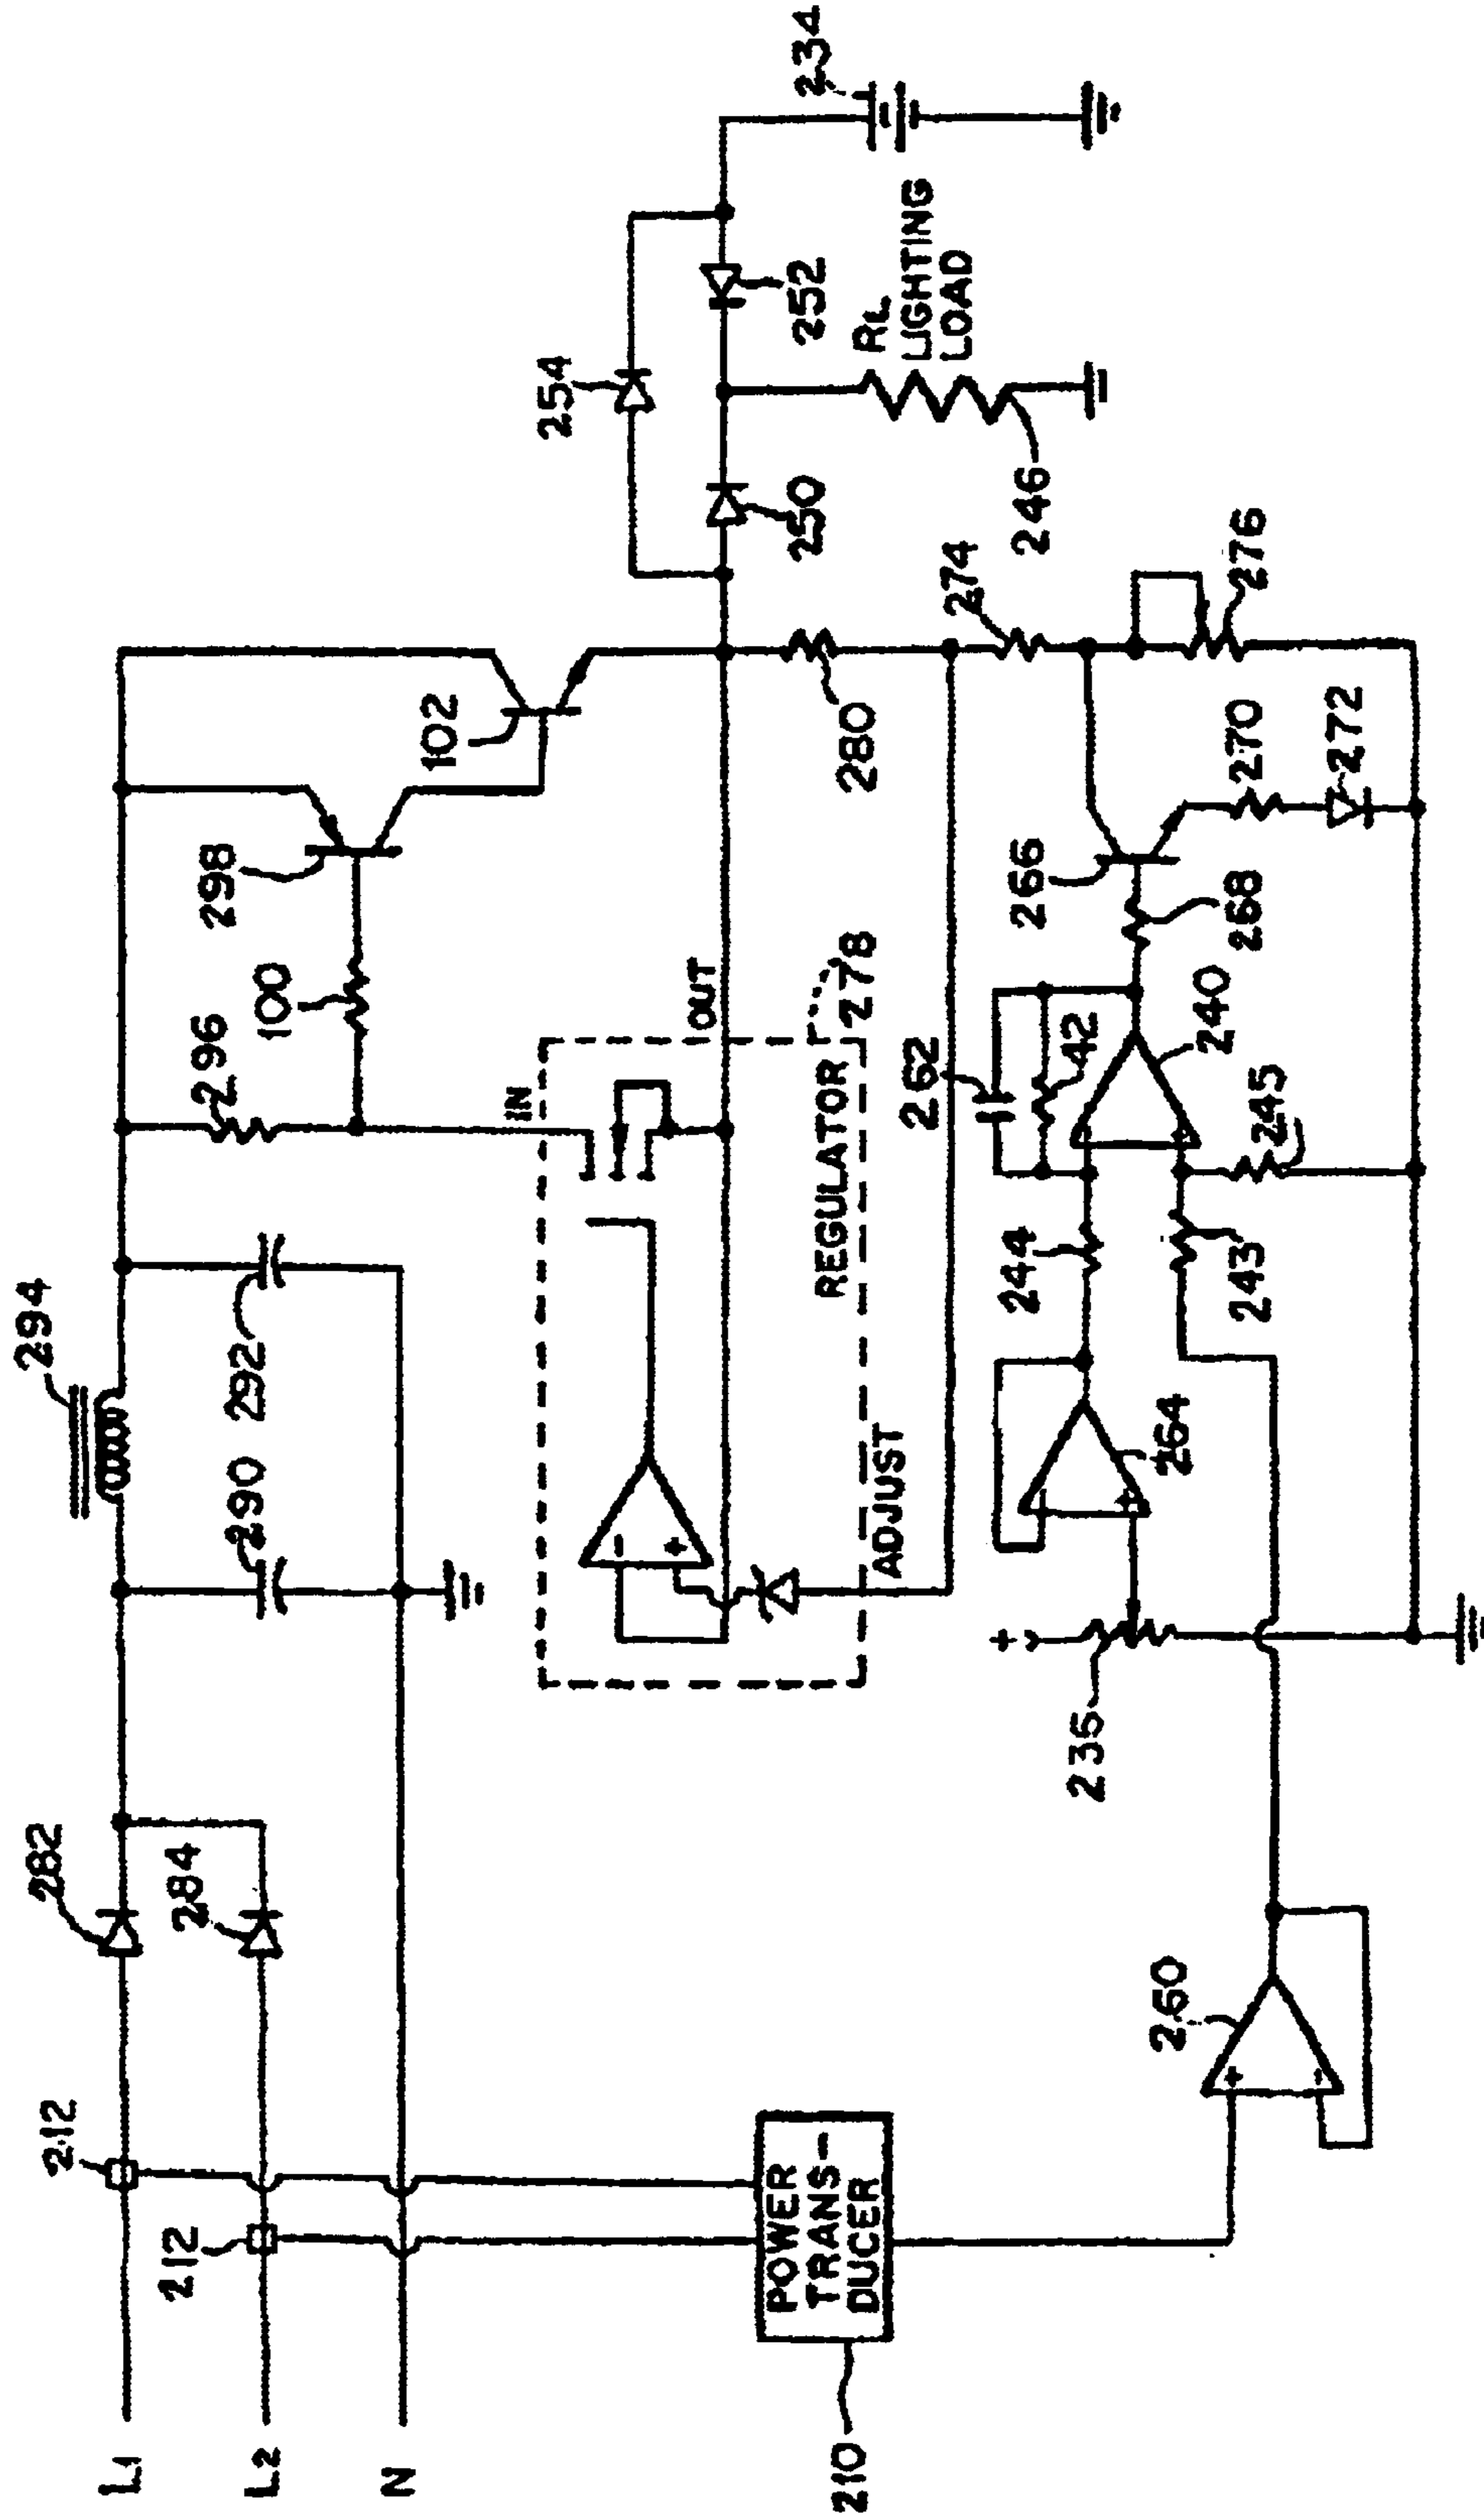 212
282
294
L1
212
284
296
298
L2
290
292
100
N
102
IN
254
OUT
POWER
TRANS-
DUCER
210
REGULATOR
278
280
250
252
234
ADJUST
RL
LIGHTING
LOAD
262
274
+
V
235
244
242
266
246
260
264
240
243
245
268
270
276
272